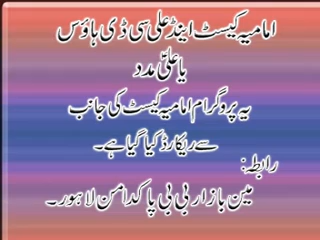 امامیہ کیسٹ اینڈ علی سی ڈی ہاؤس
یا علیؑ مدد
یہ پروگرام امامیہ کیسٹ کی جانب
سے ریکارڈ کیا گیا ہے۔
رابطہ:
مین بازار بی بی پاکدامن لاہور۔